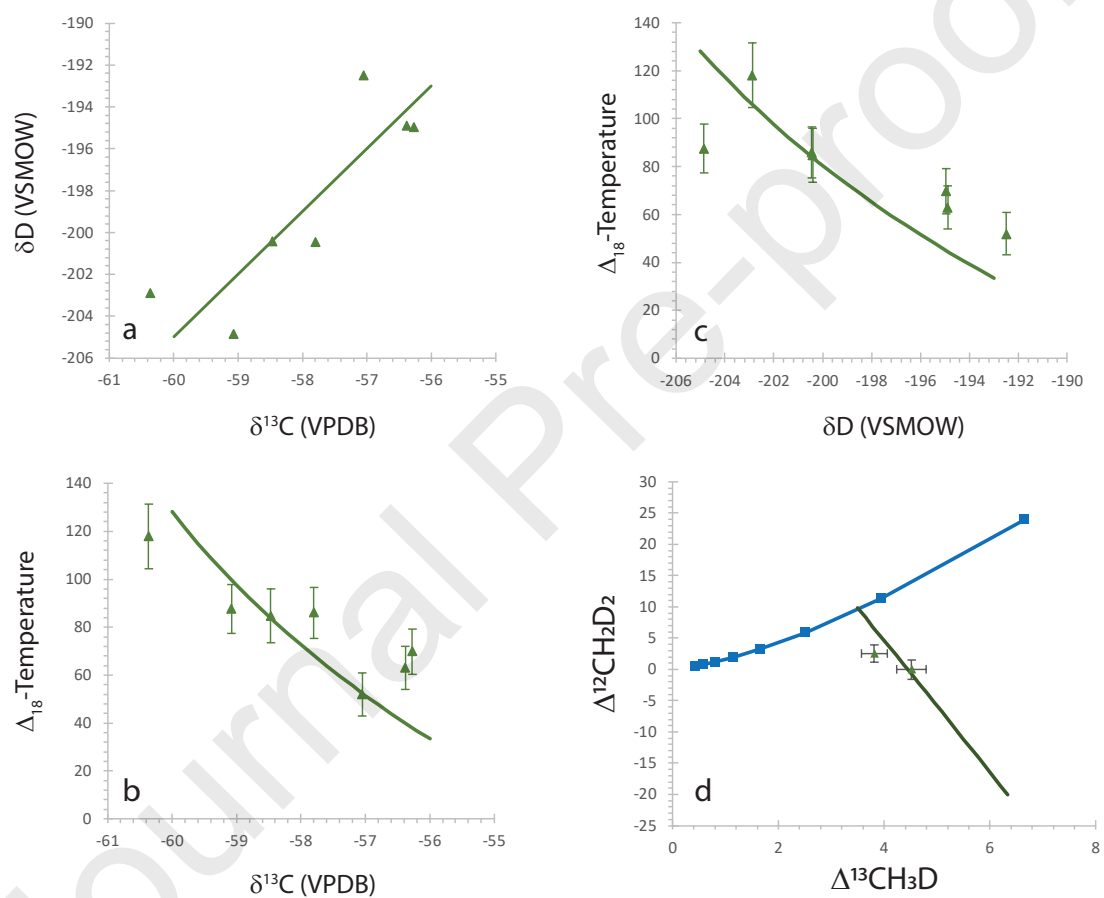 -190
-192
-194
-196
-198
-200
-202
-204
-206
δD (VSMOW)
a
-61 -60 -59 -58 -57 -56 -55
δ¹³C (VPDB)
140
120
100
80
60
40
20
0
Δ₁₈-Temperature
c
-206 -204 -202 -200 -198 -196 -194 -192 -190
δD (VSMOW)
140
120
100
80
60
40
20
0
Δ₁₈-Temperature
b
-61 -60 -59 -58 -57 -56 -55
δ¹³C (VPDB)
30
25
20
15
10
5
0
-5
-10
-15
-20
-25
Δ¹²CH₂D₂
d
0 2 4 6 8
Δ¹³CH₃D
Journal Pre-proof